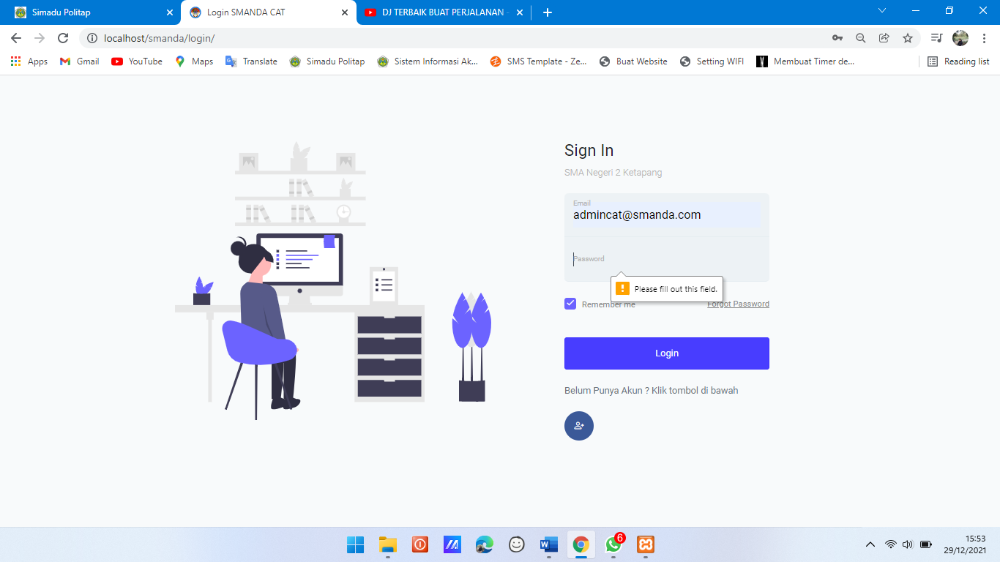 Simadu Politap
Login SMANDA CAT
DJ TERBAIK BUAT PERJALANAN -
localhost/smanda/login/
Apps
Gmail
YouTube
Maps
Translate
Simadu Politap
Sistem Informasi Ak...
SMS Template - Ze...
Buat Website
Setting WIFI
Membuat Timer de...
Reading list
Sign In
SMA Negeri 2 Ketapang
Email
admincat@smanda.com
Password
Please fill out this field.
Remember me
Forgot Password
Login
Belum Punya Akun ? Klik tombol di bawah
6
15:53
29/12/2021